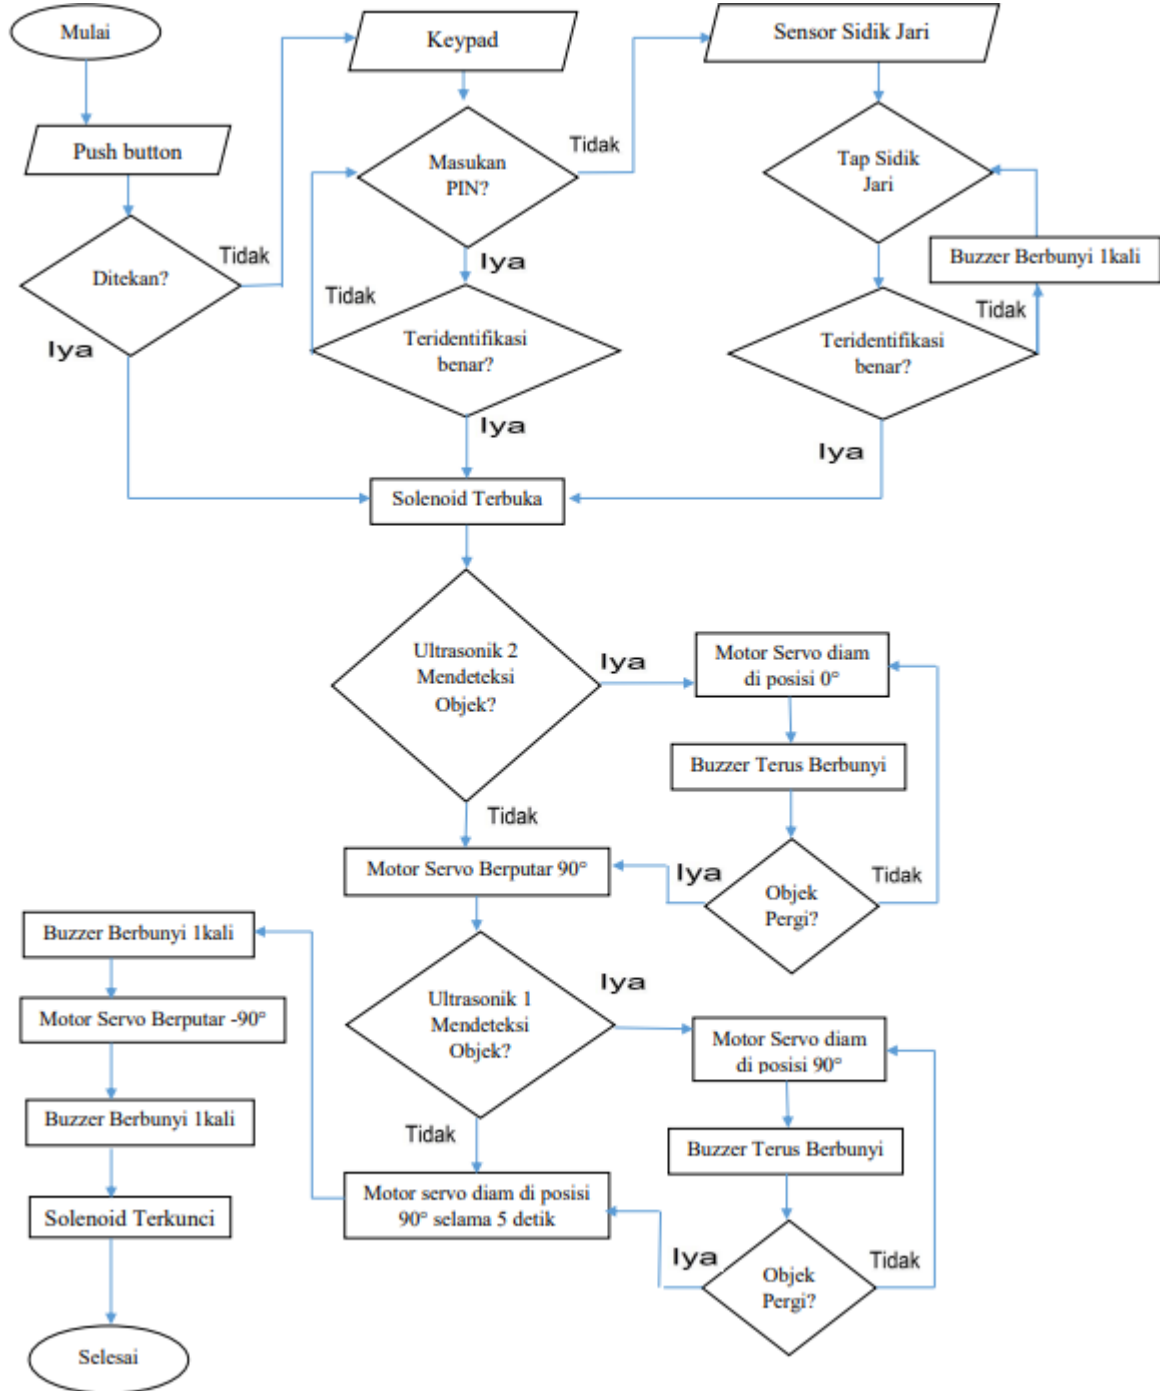 Mulai
Push button
Ditekan?
Tidak
Iya
Keypad
Masukan
PIN?
Tidak
Iya
Tidak
Teridentifikasi
benar?
Iya
Sensor Sidik Jari
Tap Sidik
Jari
Buzzer Berbunyi 1kali
Tidak
Teridentifikasi
benar?
Iya
Solenoid Terbuka
Ultrasonik 2
Mendeteksi
Objek?
Iya
Motor Servo diam
di posisi 0°
Buzzer Terus Berbunyi
Objek
Pergi?
Iya
Tidak
Tidak
Motor Servo Berputar 90°
Ultrasonik 1
Mendeteksi
Objek?
Iya
Motor Servo diam
di posisi 90°
Buzzer Terus Berbunyi
Objek
Pergi?
Iya
Tidak
Tidak
Motor servo diam di posisi
90° selama 5 detik
Buzzer Berbunyi 1kali
Motor Servo Berputar -90°
Buzzer Berbunyi 1kali
Solenoid Terkunci
Selesai